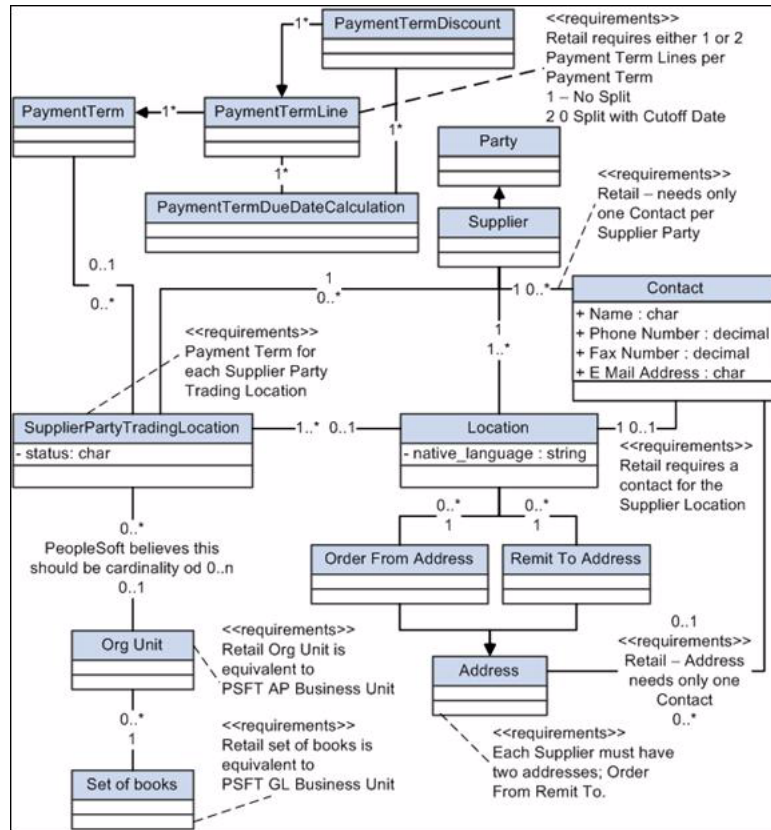 PaymentTermDiscount
1*
<<requirements>>
Retail requires either 1 or 2
Payment Term Lines per
Payment Term
1 – No Split
2 0 Split with Cutoff Date
PaymentTerm
1*
PaymentTermLine
1*
1*
PaymentTermDueDateCalculation
Party
Supplier
<<requirements>>
Retail – needs only
one Contact per
Supplier Party
0..1
0..*
1
0..*
1 0..*
Contact
+ Name : char
+ Phone Number : decimal
+ Fax Number : decimal
+ E Mail Address : char
<<requirements>>
Payment Term for
each Supplier Party
Trading Location
1
1..*
SupplierPartyTradingLocation
- status: char
1..* 0..1
Location
- native_language : string
1 0..1
<<requirements>>
Retail requires a
contact for the
Supplier Location
0..*
PeopleSoft believes this
should be cardinality od 0..n
0..1
0..*
1
0..*
1
Order From Address
Remit To Address
Org Unit
<<requirements>>
Retail Org Unit is
equivalent to
PSFT AP Business Unit
Address
0..1
<<requirements>>
Retail – Address
needs only one
Contact
0..*
0..*
1
<<requirements>>
Retail set of books is
equivalent to
PSFT GL Business Unit
<<requirements>>
Each Supplier must have
two addresses; Order
From Remit To.
Set of books